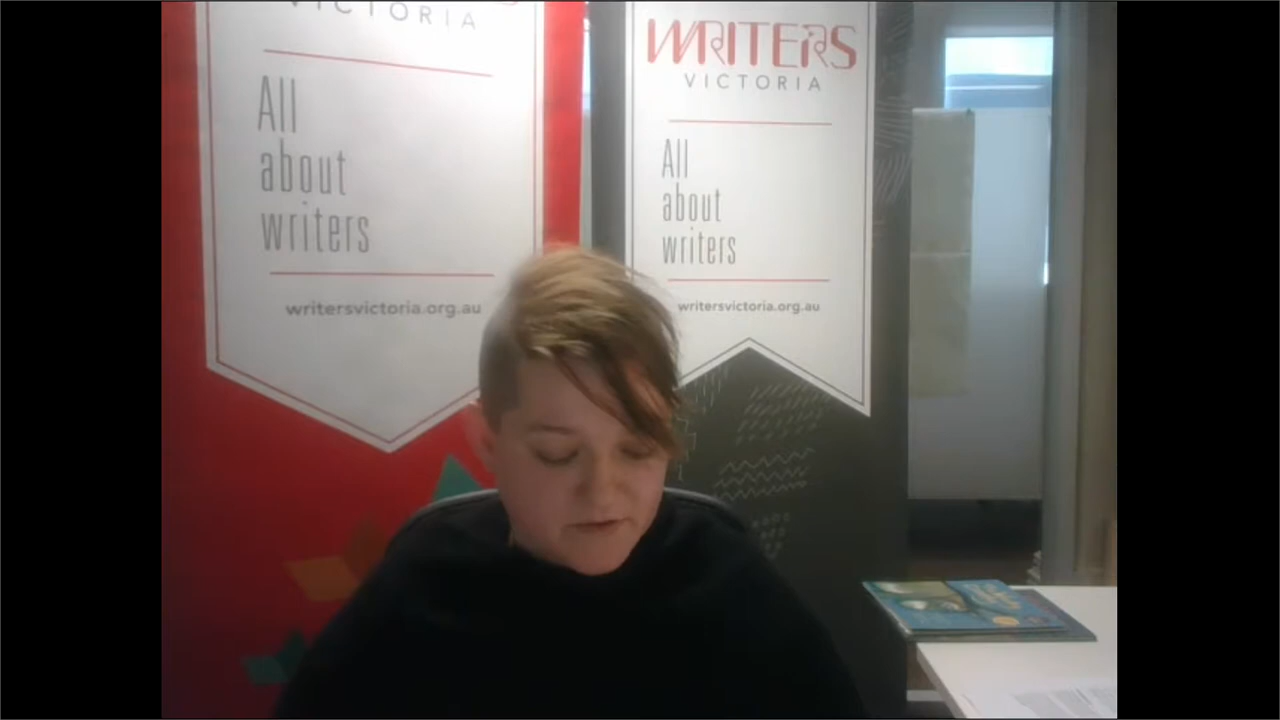 VICTORIA
All
about
writers
writersvictoria.org.au
WRITERS
VICTORIA
All
about
writers
writersvictoria.org.au